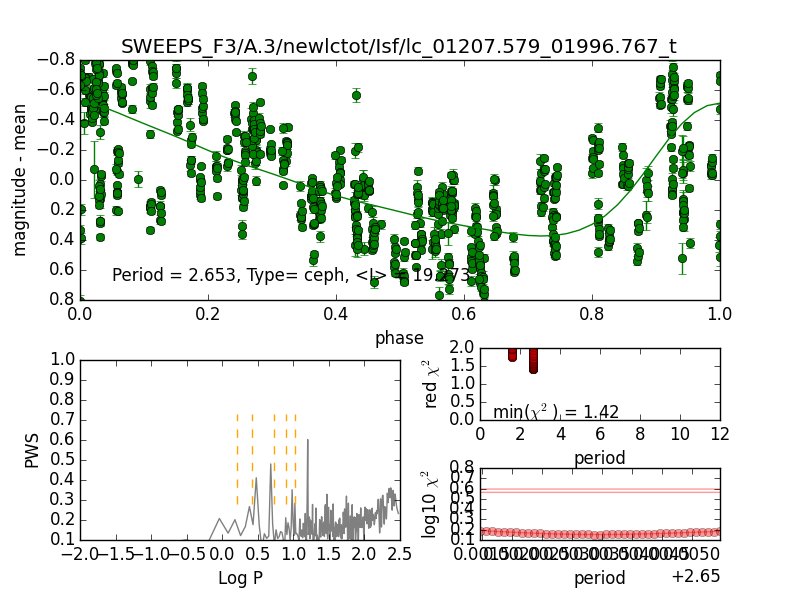 SWEEPS_F3/A.3/newlctot/Isf/lc_01207.579_01996.767_t
−0.8
−0.6
−0.4
−0.2
0.0
0.2
0.4
0.6
0.8
magnitude - mean
Period = 2.653, Type= ceph, <I> = 19.273
0.0 0.2 0.4 0.6 0.8 1.0
phase
1.0
0.9
0.8
0.7
0.6
0.5
0.4
0.3
0.2
0.1
PWS
−2.0 −1.5 −1.0 −0.5 0.0 0.5 1.0 1.5 2.0 2.5
Log P
2.0
1.5
1.0
0.5
0.0
red χ²
min(χ² ) = 1.42
0 2 4 6 8 10 12
period
0.8
0.7
0.6
0.5
0.4
0.3
0.2
0.1
log10 χ²
period
+2.65